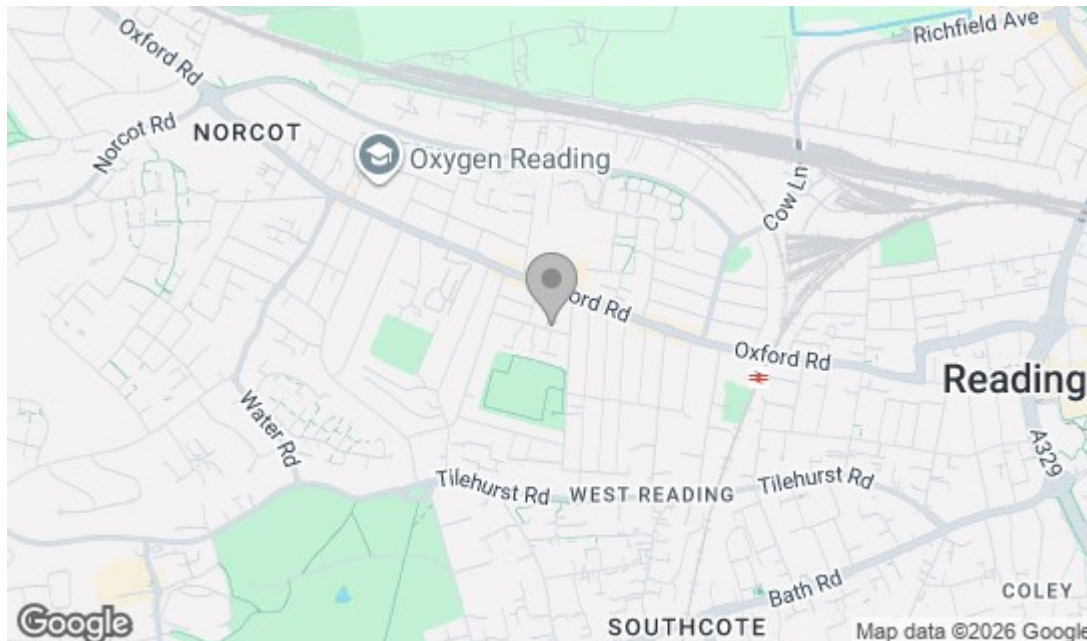 Oxford Rd
Richfield Ave
Norcot Rd
NORCOT
Oxygen Reading
Cow Ln
ord Rd
Oxford Rd
Reading
Water Rd
A329
Tilehurst Rd
WEST READING
Tilehurst Rd
Bath Rd
COLEY
SOUTHCOTE
Google
Map data ©2026 Google